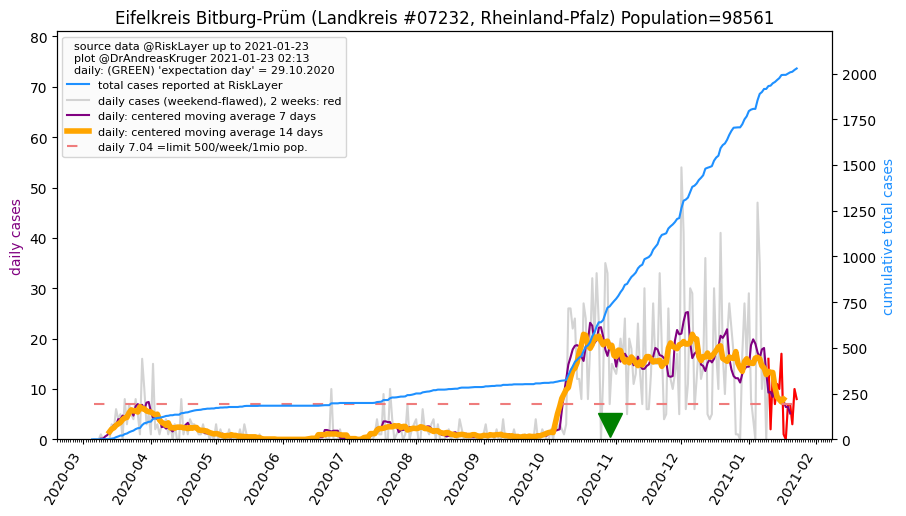 Eifelkreis Bitburg-Prüm (Landkreis #07232, Rheinland-Pfalz) Population=98561
source data @RiskLayer up to 2021-01-23
plot @DrAndreasKruger 2021-01-23 02:13
daily: (GREEN) 'expectation day' = 29.10.2020
total cases reported at RiskLayer
daily cases (weekend-flawed), 2 weeks: red
daily: centered moving average 7 days
daily: centered moving average 14 days
daily 7.04 =limit 500/week/1mio pop.
daily cases
80
70
60
50
40
30
20
10
0
cumulative total cases
2000
1750
1500
1250
1000
750
500
250
0
2020-03
2020-04
2020-05
2020-06
2020-07
2020-08
2020-09
2020-10
2020-11
2020-12
2021-01
2021-02